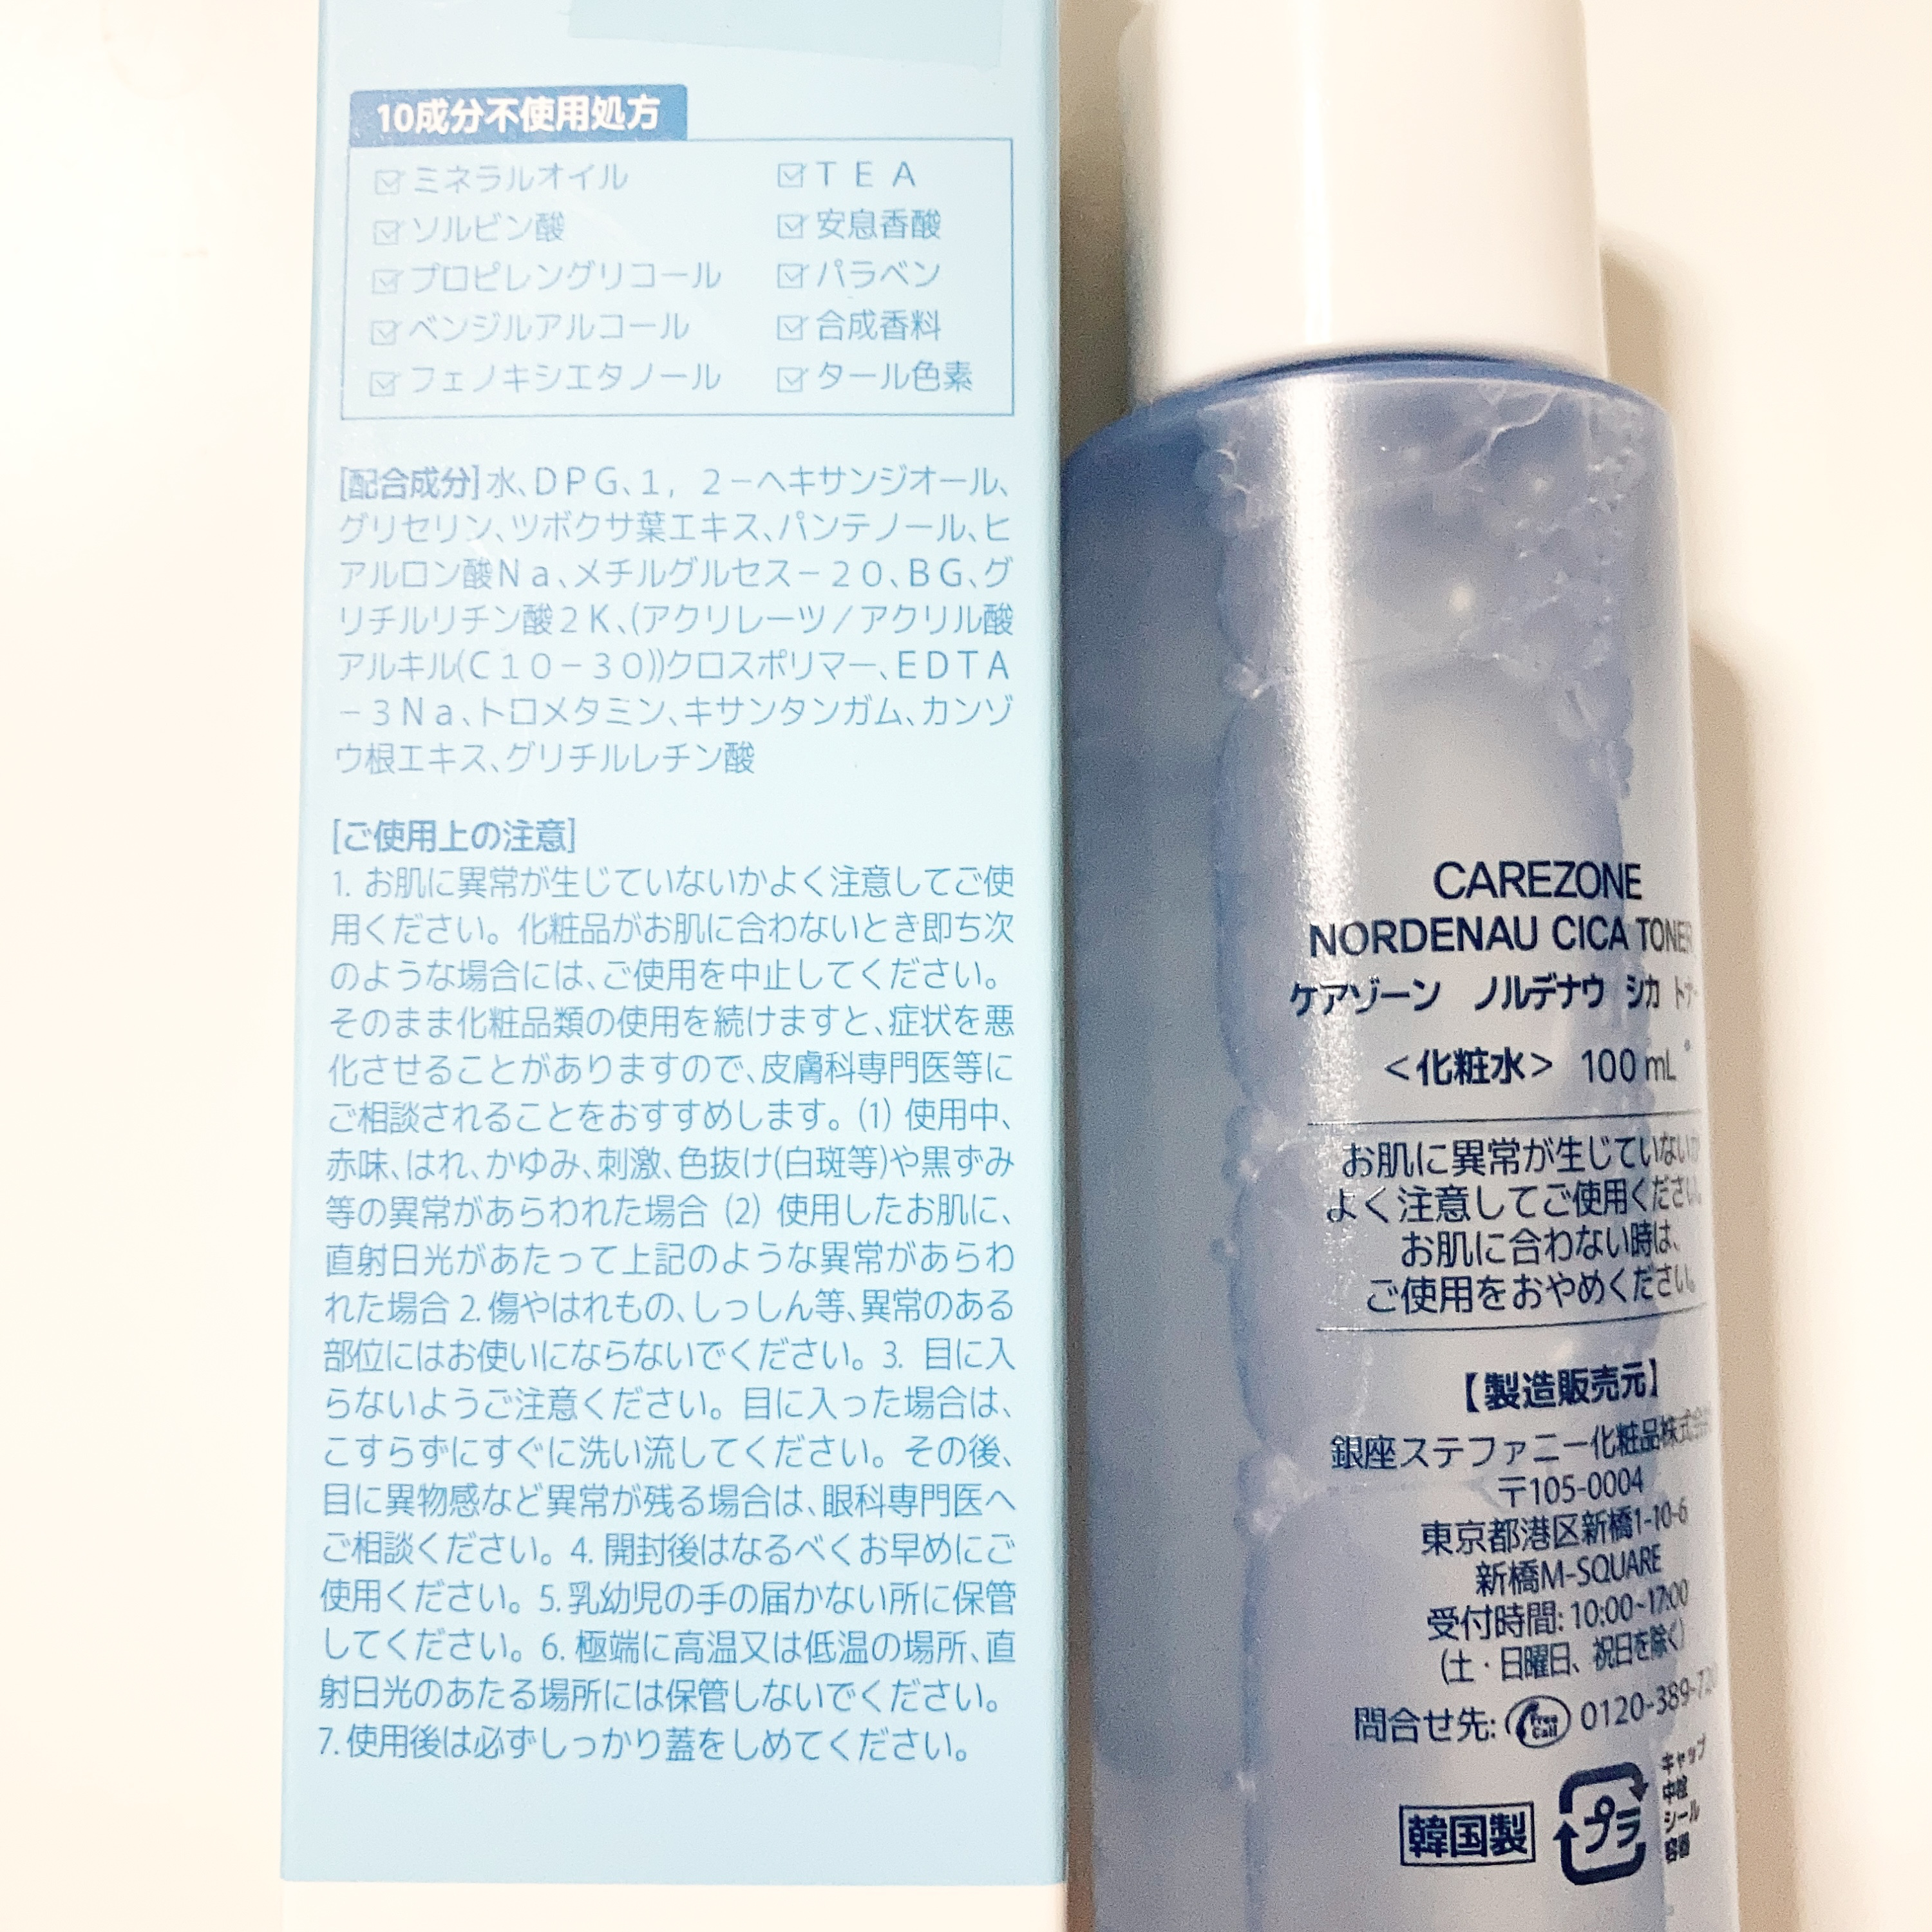 10成分不使用処方
ミネラルオイル
ソルビン酸
プロピレングリコール
ベンジルアルコール
フェノキシエタノール
TEA
安息香酸
パラベン
合成香料
タール色素
[配合成分]水、DPG、1，2－ヘキサンジオール、
グリセリン、ツボクサ葉エキス、パンテノール、ヒ
アルロン酸Na、メチルグルセス－20、BG、グ
リチルリチン酸2K、(アクリレーツ／アクリル酸
アルキル(C10－30))クロスポリマー、EDTA
－3Na、トロメタミン、キサンタンガム、カンゾ
ウ根エキス、グリチルレチン酸
[ご使用上の注意]
1. お肌に異常が生じていないかよく注意してご使
用ください。化粧品がお肌に合わないとき即ち次
のような場合には、ご使用を中止してください。
そのまま化粧品類の使用を続けますと、症状を悪
化させることがありますので、皮膚科専門医等に
ご相談されることをおすすめします。(1) 使用中、
赤味、はれ、かゆみ、刺激、色抜け(白斑等)や黒ずみ
等の異常があらわれた場合 (2) 使用したお肌に、
直射日光があたって上記のような異常があらわ
れた場合 2. 傷やはれもの、しっしん等、異常のある
部位にはお使いにならないでください。3. 目に入
らないようご注意ください。目に入った場合は、
こすらずにすぐに洗い流してください。その後、
目に異物感など異常が残る場合は、眼科専門医へ
ご相談ください。4. 開封後はなるべくお早めにご
使用ください。5. 乳幼児の手の届かない所に保管
してください。6. 極端に高温又は低温の場所、直
射日光のあたる場所には保管しないでください。
7. 使用後は必ずしっかり蓋をしめてください。
CAREZONE
NORDENAU CICA TONER
ケアゾーン ノルデナウ シカ トナー
＜化粧水＞ 100mL
お肌に異常が生じていないか
よく注意してご使用ください。
お肌に合わない時は、
ご使用をおやめください。
【製造販売元】
銀座ステファニー化粧品株式会社
〒105-0004
東京都港区新橋1-10-6
新橋M-SQUARE
受付時間: 10:00~17:00
(土・日曜日、祝日を除く)
問合せ先: Free Call 0120-389-720
韓国製
プラ
キャップ
中栓
シール
容器